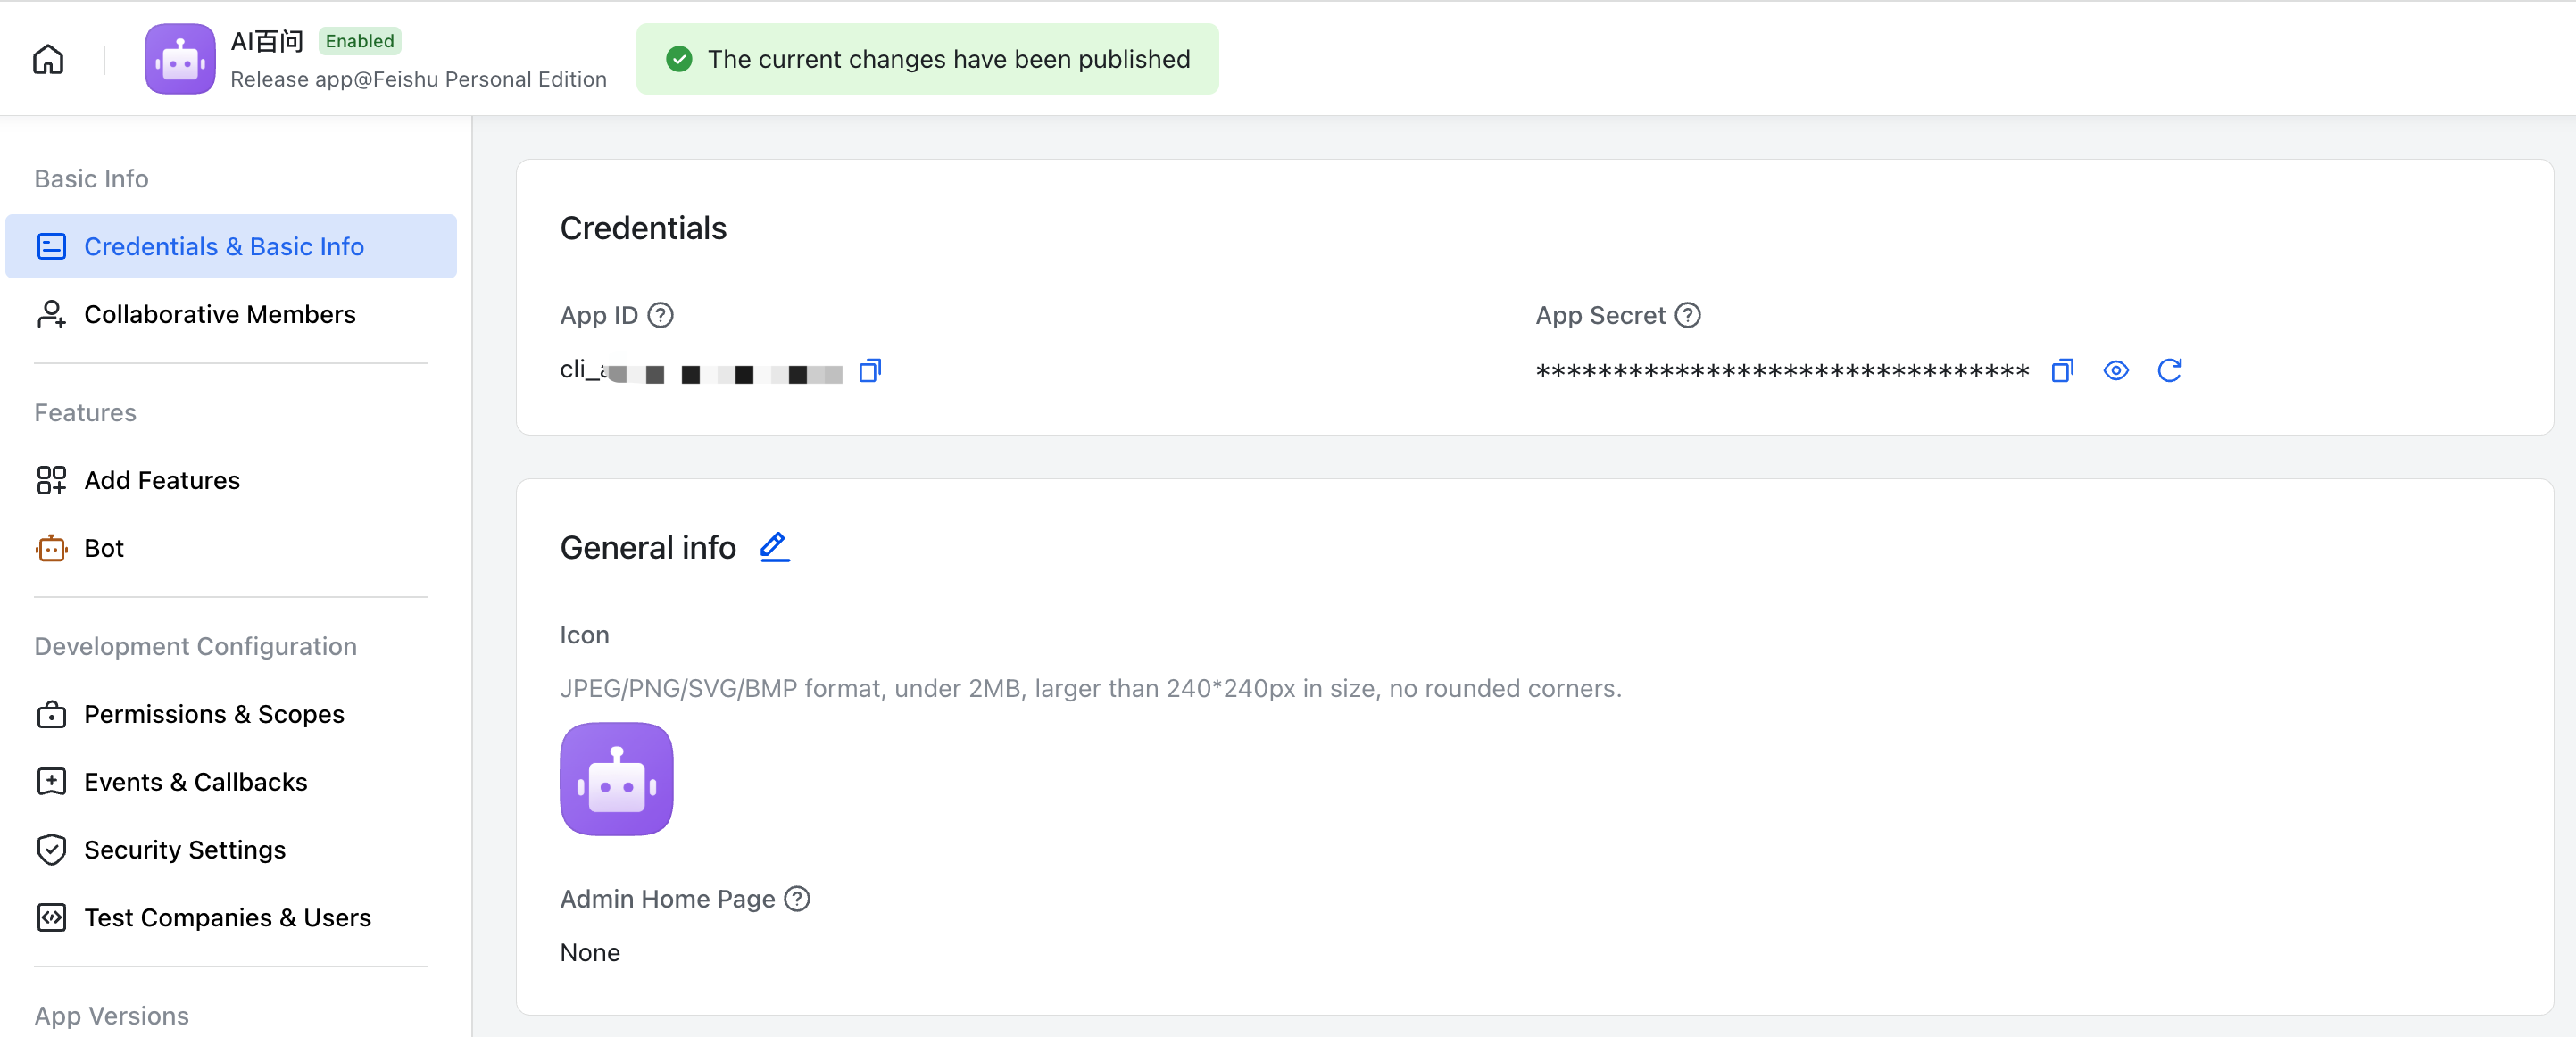 AI百问 Enabled
Release app@Feishu Personal Edition
The current changes have been published
Basic Info
Credentials & Basic Info
Collaborative Members
Features
Add Features
Bot
Development Configuration
Permissions & Scopes
Events & Callbacks
Security Settings
Test Companies & Users
App Versions
Credentials
App ID
cli_
App Secret
********************************
General info
Icon
JPEG/PNG/SVG/BMP format, under 2MB, larger than 240*240px in size, no rounded corners.
Admin Home Page
None